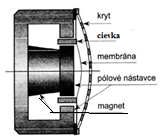 kryt
cievka
membrána
pólové nástavce
magnet